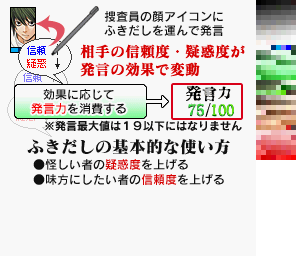 捜査員の顔アイコンに
ふきだしを運んで発言
信頼
疑惑
信頼
相手の信頼度・疑惑度が
発言の効果で変動
効果に応じて
発言力を消費する
発言力
75/100
※発言最大値は19以下にはなりません
ふきだしの基本的な使い方
●怪しい者の疑惑度を上げる
●味方にしたい者の信頼度を上げる